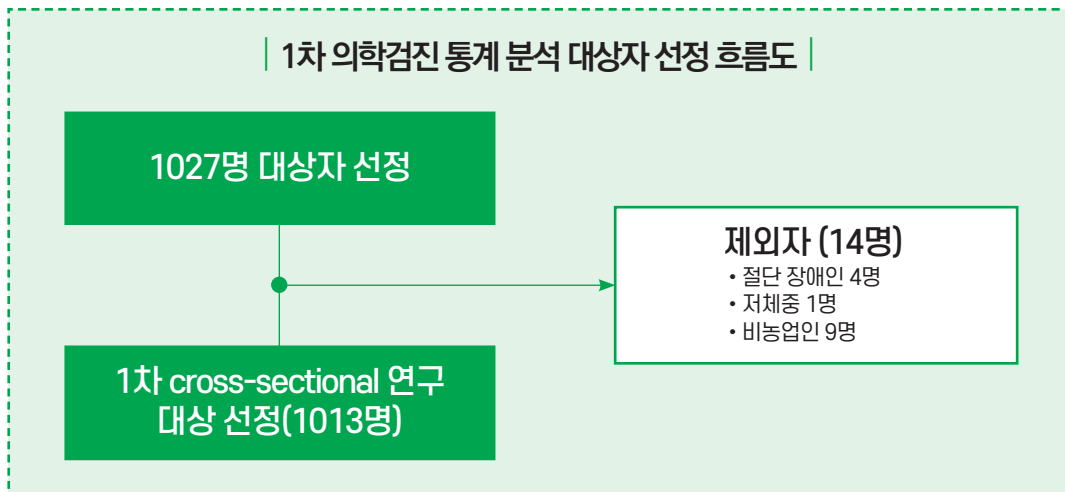 | 1차 의학검진 통계 분석 대상자 선정 흐름도 |
1027명 대상자 선정
제외자 (14명)
• 절단 장애인 4명
• 저체중 1명
• 비농업인 9명
1차 cross-sectional 연구
대상 선정(1013명)